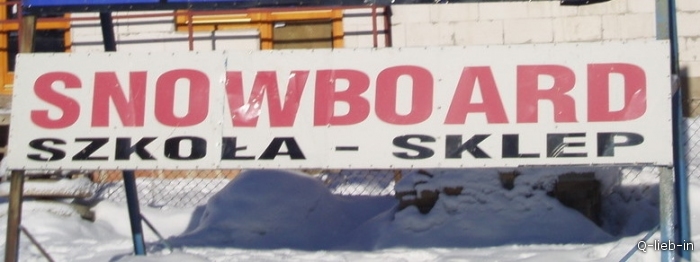 SNOWBOARD
SZKOŁA - SKLEP
Q-lieb-in